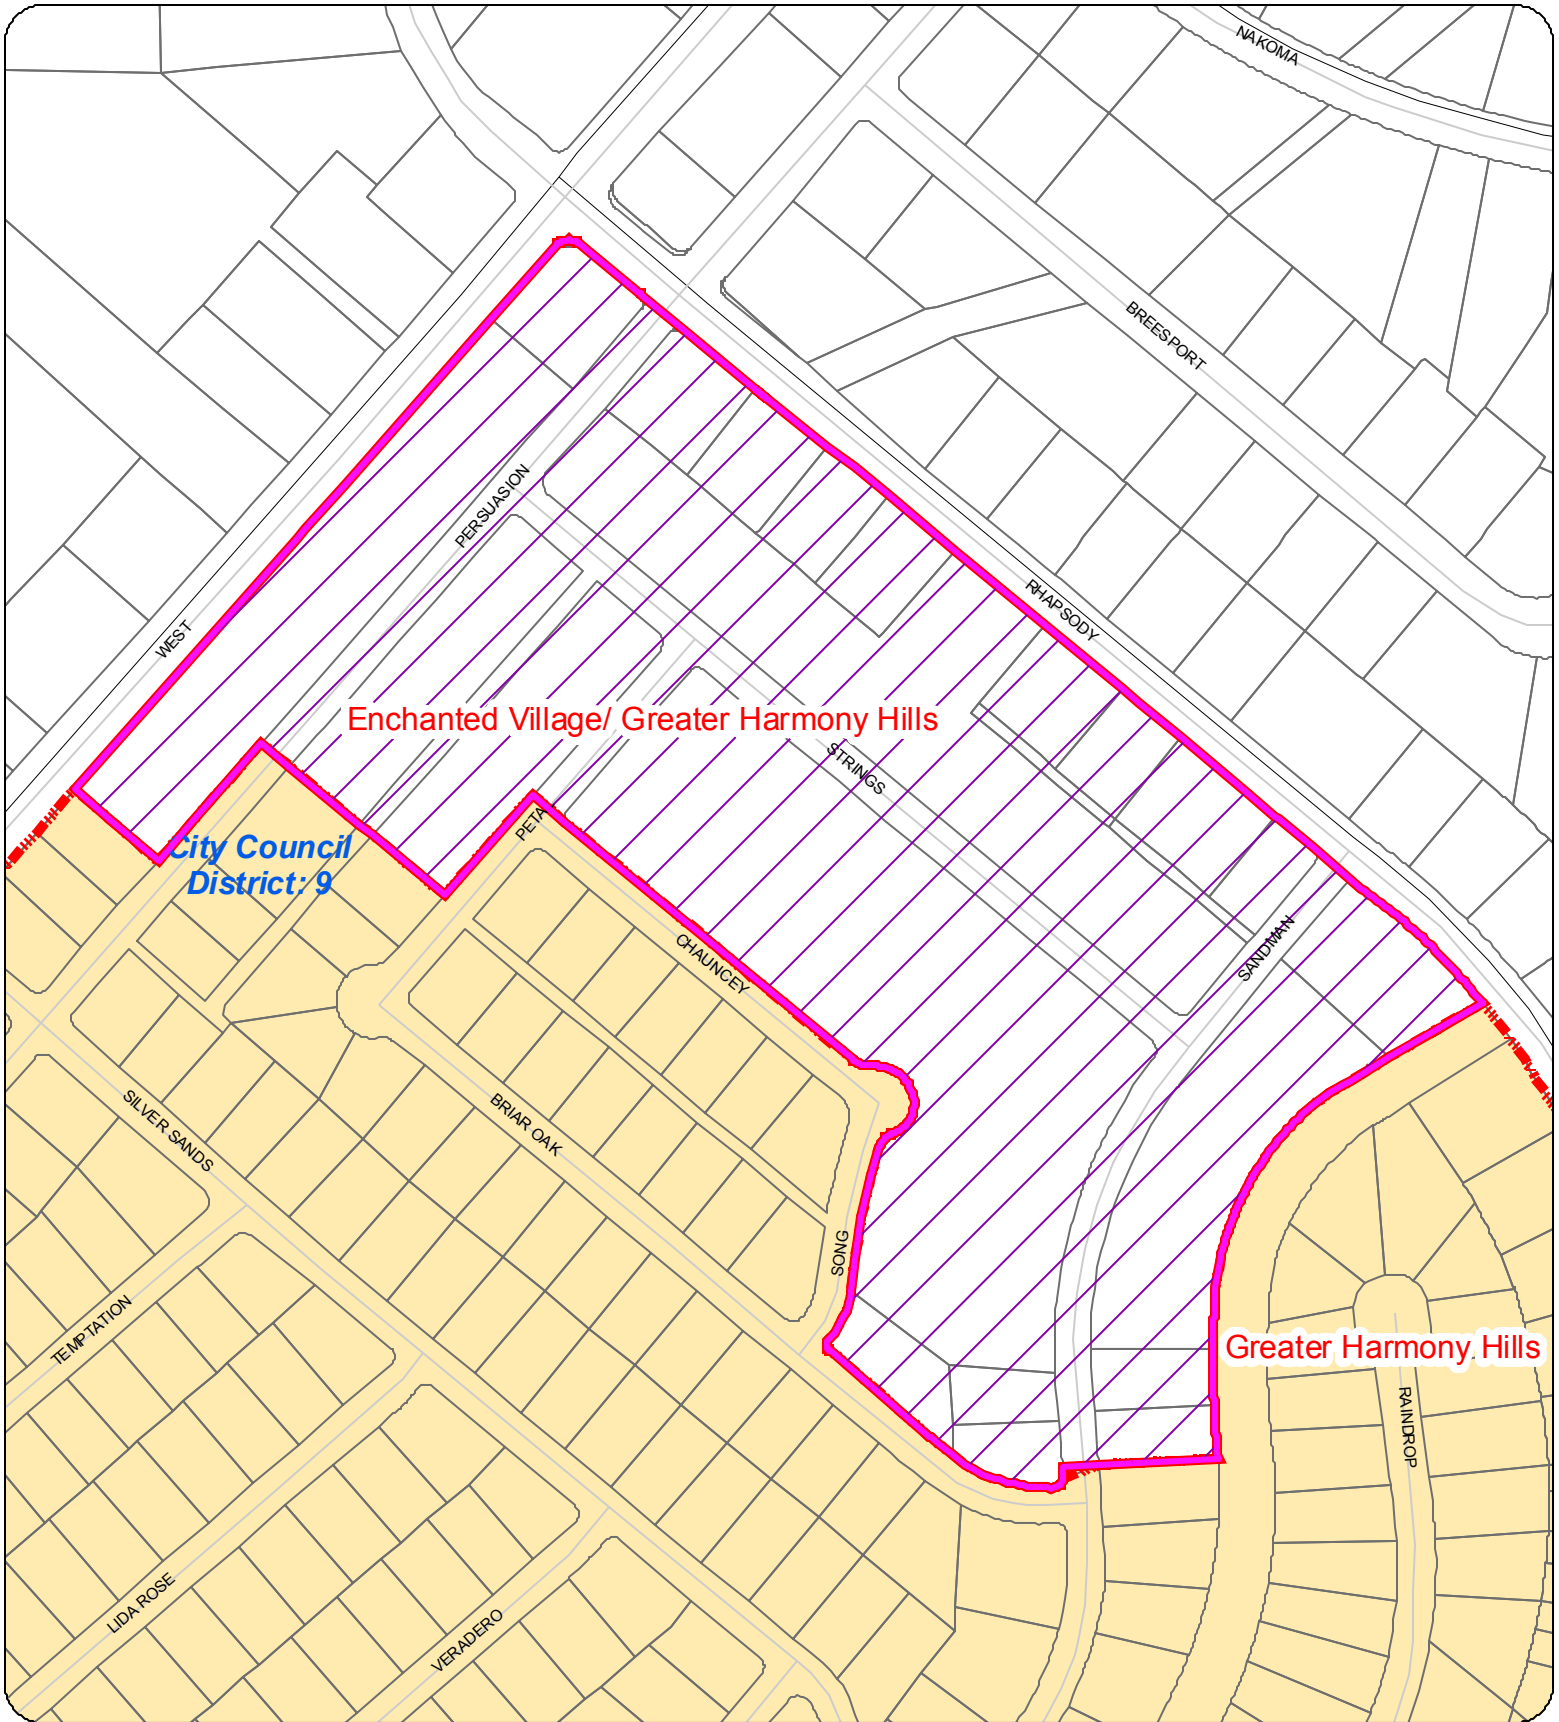 NAKOMA
BREESPORT
PERSUASION
RHAPSODY
WEST
Enchanted Village/ Greater Harmony Hills
STRINGS
PETA
City Council
District: 9
SANDMAN
CHAUNCEY
SILVER SANDS
BRIAR OAK
SONG
TEMPTATION
Greater Harmony Hills
RAINDROP
LIDA ROSE
VERADERO